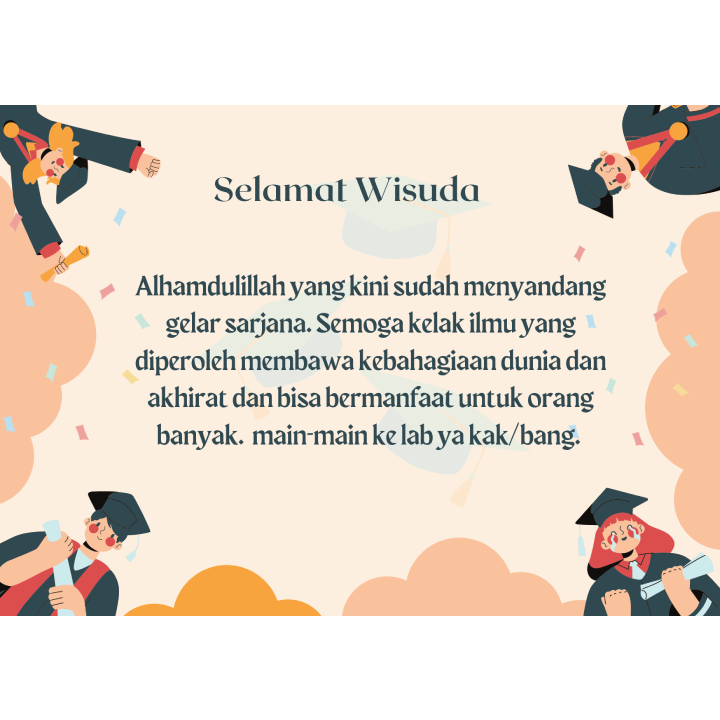 Selamat Wisuda
Alhamdulillah yang kini sudah menyandang
gelar sarjana. Semoga kelak ilmu yang
diperoleh membawa kebahagiaan dunia dan
akhirat dan bisa bermanfaat untuk orang
banyak.  main-main ke lab ya kak/bang.